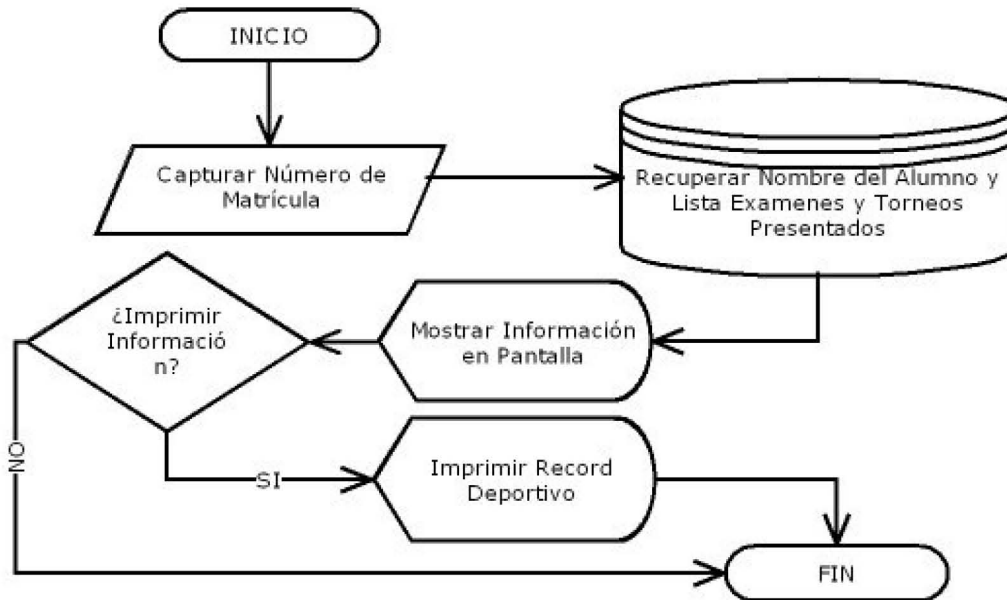 INICIO
Capturar Número de
Matrícula
Recuperar Nombre del Alumno y
Lista Examenes y Torneos
Presentados
¿Imprimir
Informació
n?
Mostrar Información
en Pantalla
NO
SI
Imprimir Record
Deportivo
FIN